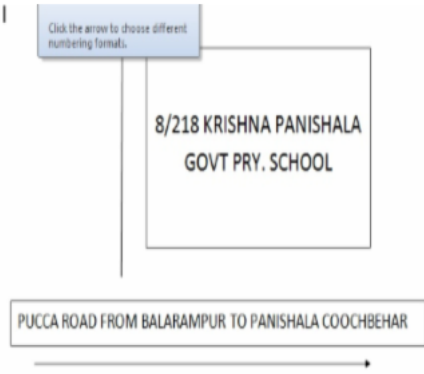 Click the arrow to choose different
numbering formats.
8/218 KRISHNA PANISHALA
GOVT PRY. SCHOOL
PUCCA ROAD FROM BALARAMPUR TO PANISHALA COOCHBEHAR